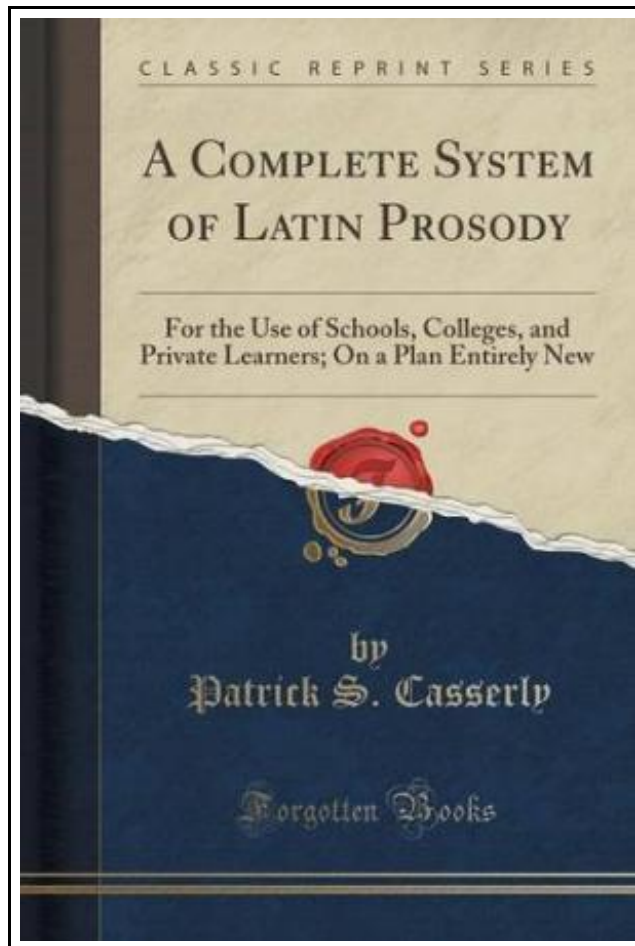 CLASSIC REPRINT SERIES
A COMPLETE SYSTEM
OF LATIN PROSODY
For the Use of Schools, Colleges, and
Private Learners; On a Plan Entirely New
by
Patrick S. Casserly
Forgotten Books